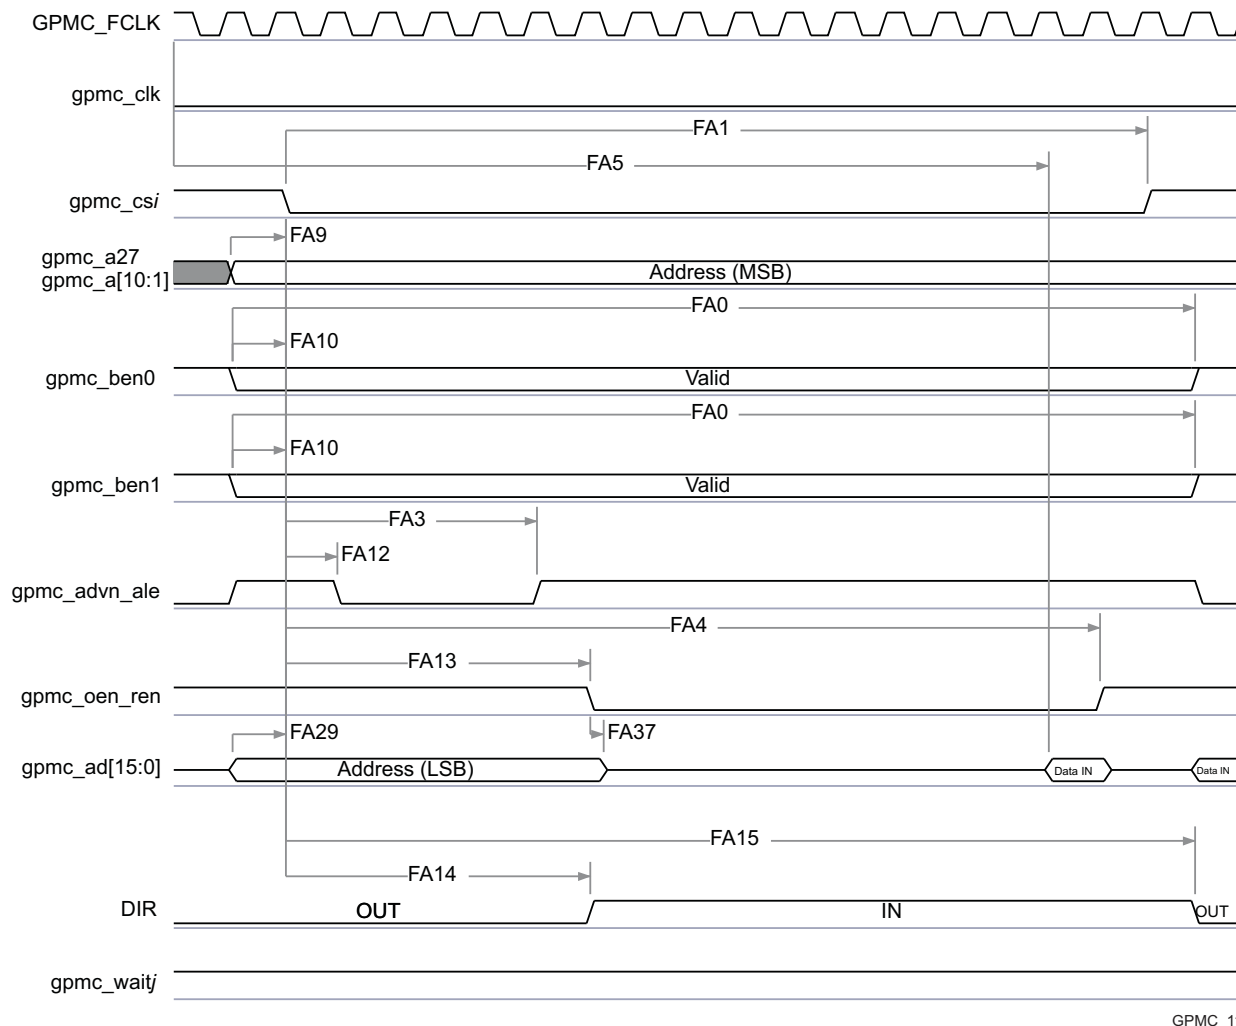 GPMC_FCLK
gpmc_clk
FA1
FA5
gpmc_csi
FA9
gpmc_a27
gpmc_a[10:1]
Address (MSB)
FA0
FA10
gpmc_ben0
Valid
FA0
FA10
gpmc_ben1
Valid
FA3
FA12
gpmc_advn_ale
FA4
FA13
gpmc_oen_ren
FA29
FA37
gpmc_ad[15:0]
Address (LSB)
Data IN
Data IN
FA15
FA14
DIR
OUT
IN
OUT
gpmc_waitj